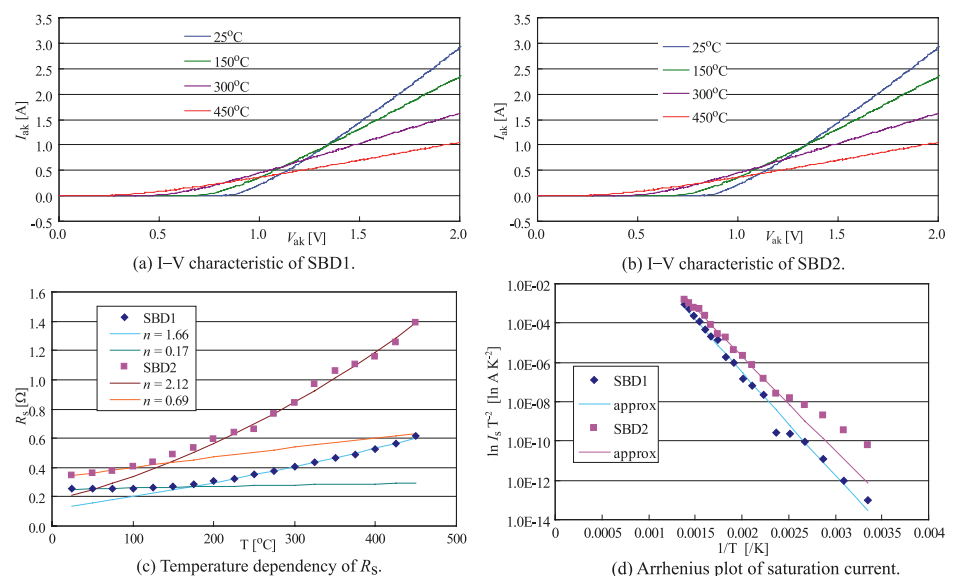 3.5
3.0
2.5
2.0
1.5
1.0
0.5
0.0
-0.5
I_ak [A]
25°C
150°C
300°C
450°C
0.0 0.5 1.0 1.5 2.0
V_ak [V]
(a) I−V characteristic of SBD1.
3.5
3.0
2.5
2.0
1.5
1.0
0.5
0.0
-0.5
I_ak [A]
25°C
150°C
300°C
450°C
0.0 0.5 1.0 1.5 2.0
V_ak [V]
(b) I−V characteristic of SBD2.
1.6
1.4
1.2
1.0
0.8
0.6
0.4
0.2
0.0
R_s [Ω]
SBD1
n = 1.66
n = 0.17
SBD2
n = 2.12
n = 0.69
0 100 200 300 400 500
T [°C]
(c) Temperature dependency of R_S.
1.0E-02
1.0E-04
1.0E-06
1.0E-08
1.0E-10
1.0E-12
1.0E-14
ln I_s T⁻² [ln A K⁻²]
SBD1
approx
SBD2
approx
0 0.0005 0.001 0.0015 0.002 0.0025 0.003 0.0035 0.004
1/T [/K]
(d) Arrhenius plot of saturation current.